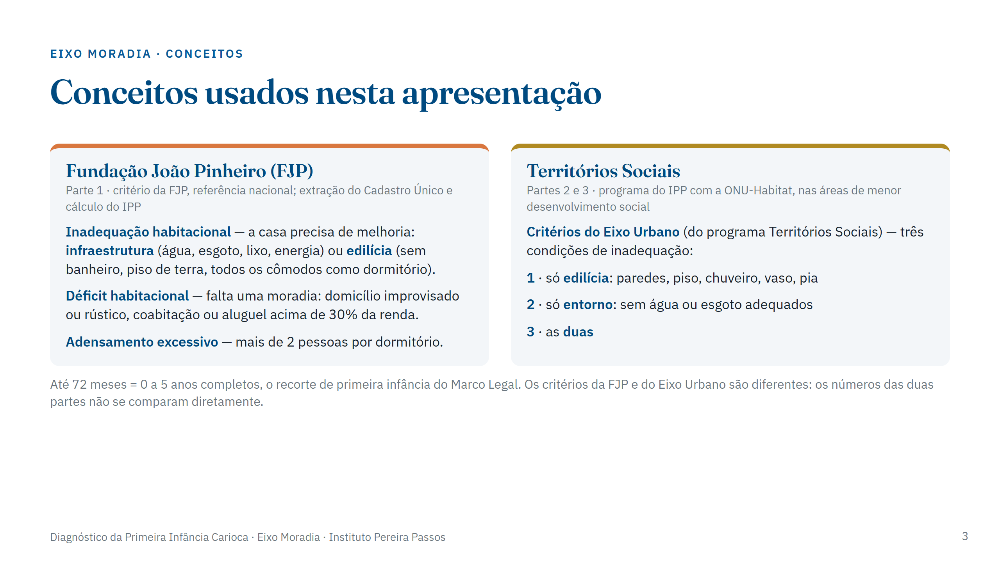 EIXO MORADIA · CONCEITOS
Conceitos usados nesta apresentação
Fundação João Pinheiro (FJP)
Parte 1 · critério da FJP, referência nacional; extração do Cadastro Único e
cálculo do IPP
Inadequação habitacional — a casa precisa de melhoria:
infraestrutura (água, esgoto, lixo, energia) ou edilícia (sem
banheiro, piso de terra, todos os cômodos como dormitório).
Déficit habitacional — falta uma moradia: domicílio improvisado
ou rústico, coabitação ou aluguel acima de 30% da renda.
Adensamento excessivo — mais de 2 pessoas por dormitório.
Territórios Sociais
Partes 2 e 3 · programa do IPP com a ONU-Habitat, nas áreas de menor
desenvolvimento social
Critérios do Eixo Urbano (do programa Territórios Sociais) — três
condições de inadequação:
1 · só edilícia: paredes, piso, chuveiro, vaso, pia
2 · só entorno: sem água ou esgoto adequados
3 · as duas
Até 72 meses = 0 a 5 anos completos, o recorte de primeira infância do Marco Legal. Os critérios da FJP e do Eixo Urbano são diferentes: os números das duas
partes não se comparam diretamente.
Diagnóstico da Primeira Infância Carioca · Eixo Moradia · Instituto Pereira Passos
3